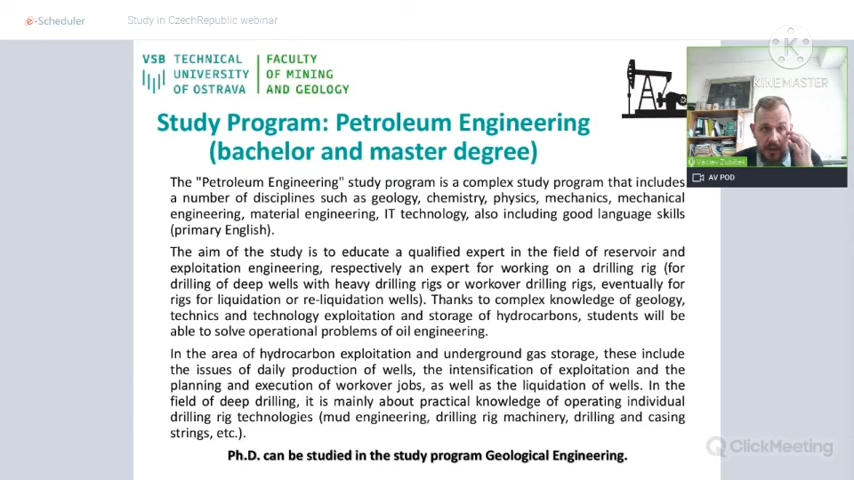 e-Scheduler
Study in CzechRepublic webinar
VSB TECHNICAL
UNIVERSITY
OF OSTRAVA
FACULTY
OF MINING
AND GEOLOGY
KINEMASTER
Study Program: Petroleum Engineering
(bachelor and master degree)
AV POD
The "Petroleum Engineering" study program is a complex study program that includes
a number of disciplines such as geology, chemistry, physics, mechanics, mechanical
engineering, material engineering, IT technology, also including good language skills
(primary English).
The aim of the study is to educate a qualified expert in the field of reservoir and
exploitation engineering, respectively an expert for working on a drilling rig (for
drilling of deep wells with heavy drilling rigs or workover drilling rigs, eventually for
rigs for liquidation or re-liquidation wells). Thanks to complex knowledge of geology,
technics and technology exploitation and storage of hydrocarbons, students will be
able to solve operational problems of oil engineering.
In the area of hydrocarbon exploitation and underground gas storage, these include
the issues of daily production of wells, the intensification of exploitation and the
planning and execution of workover jobs, as well as the liquidation of wells. In the
field of deep drilling, it is mainly about practical knowledge of operating individual
drilling rig technologies (mud engineering, drilling rig machinery, drilling and casing
strings, etc.).
Ph.D. can be studied in the study program Geological Engineering.
ClickMeeting